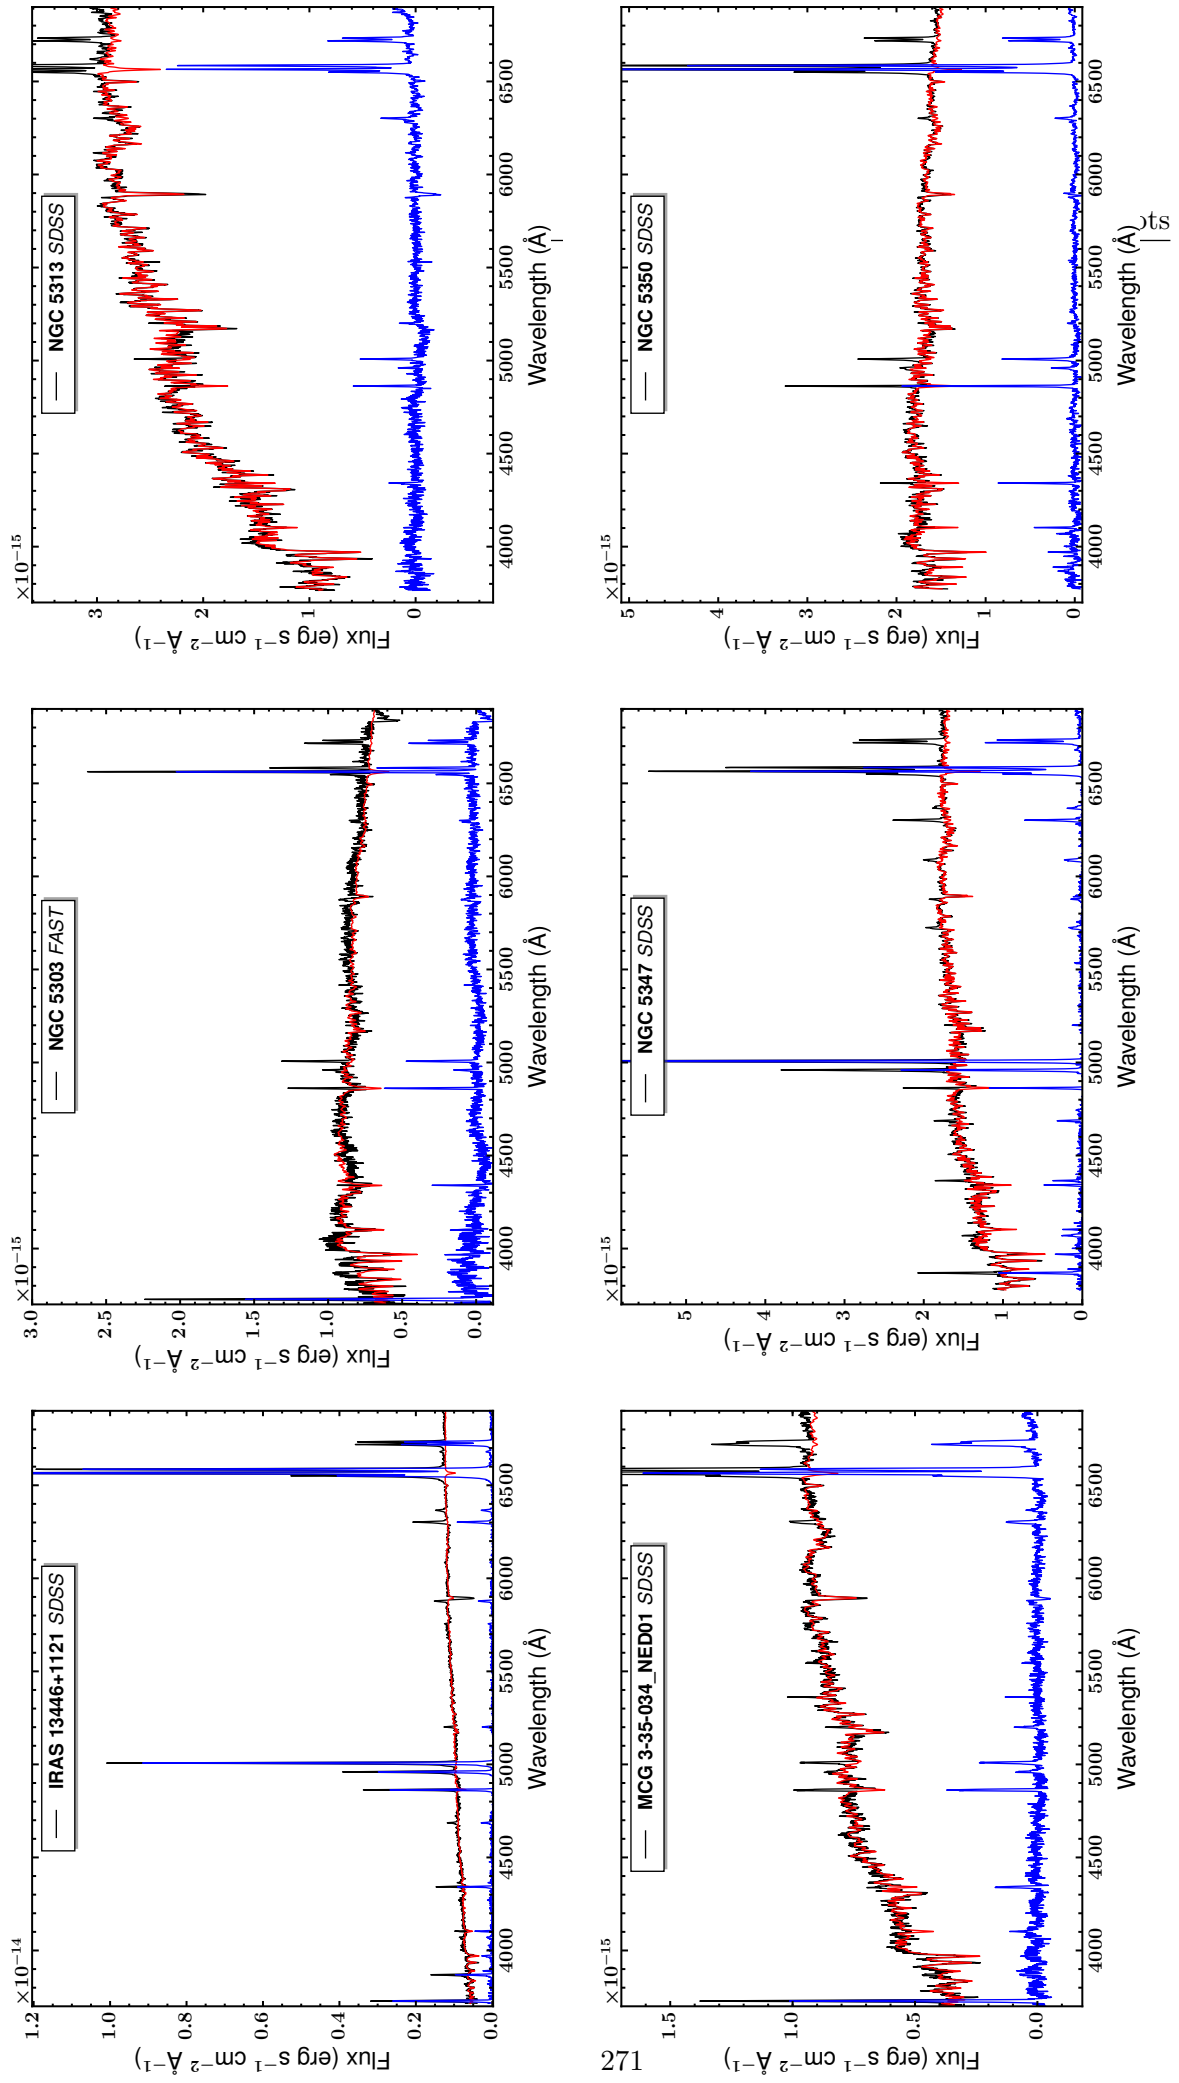 ×10⁻¹⁴
1.2
1.0
0.8
0.6
0.4
0.2
0.0
Flux (erg s⁻¹ cm⁻² Å⁻¹)
IRAS 13446+1121 SDSS
4000 4500 5000 5500 6000 6500
Wavelength (Å)
×10⁻¹⁵
3.0
2.5
2.0
1.5
1.0
0.5
0.0
Flux (erg s⁻¹ cm⁻² Å⁻¹)
NGC 5303 FAST
4000 4500 5000 5500 6000 6500
Wavelength (Å)
×10⁻¹⁵
3
2
1
0
Flux (erg s⁻¹ cm⁻² Å⁻¹)
NGC 5313 SDSS
4000 4500 5000 5500 6000 6500
Wavelength (Å)
×10⁻¹⁵
1.5
1.0
0.5
0.0
Flux (erg s⁻¹ cm⁻² Å⁻¹)
MCG 3-35-034_NED01 SDSS
4000 4500 5000 5500 6000 6500
Wavelength (Å)
×10⁻¹⁵
5
4
3
2
1
0
Flux (erg s⁻¹ cm⁻² Å⁻¹)
NGC 5347 SDSS
4000 4500 5000 5500 6000 6500
Wavelength (Å)
×10⁻¹⁵
5
4
3
2
1
0
Flux (erg s⁻¹ cm⁻² Å⁻¹)
NGC 5350 SDSS
4000 4500 5000 5500 6000 6500
Wavelength (Å)
271